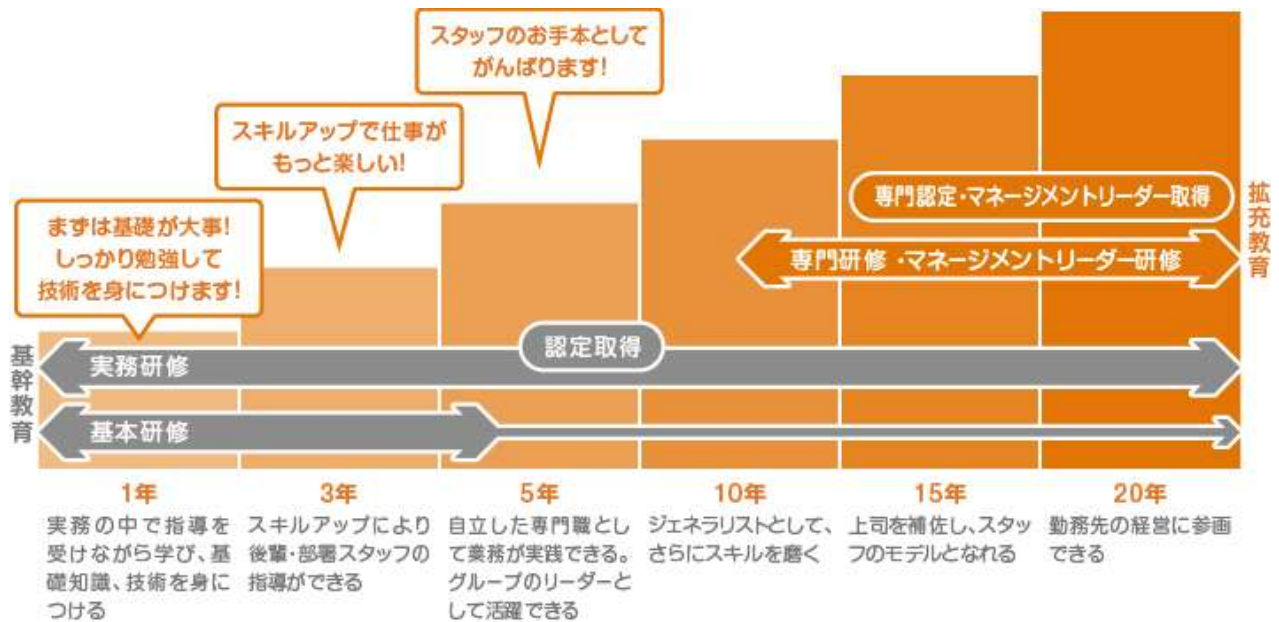 スタッフのお手本として
がんばります!
スキルアップで仕事が
もっと楽しい!
まずは基礎が大事!
しっかり勉強して
技術を身につけます!
専門認定・マネージメントリーダー取得
専門研修・マネージメントリーダー研修
拡充教育
認定取得
実務研修
基本研修
基幹教育
1年
実務の中で指導を
受けながら学び、基
礎知識、技術を身に
つける
3年
スキルアップにより
後輩・部署スタッフの
指導ができる
5年
自立した専門職とし
て業務が実践できる。
グループのリーダーと
して活躍できる
10年
ジェネラリストとして、
さらにスキルを磨く
15年
上司を補佐し、スタッ
フのモデルとなれる
20年
勤務先の経営に参画
できる